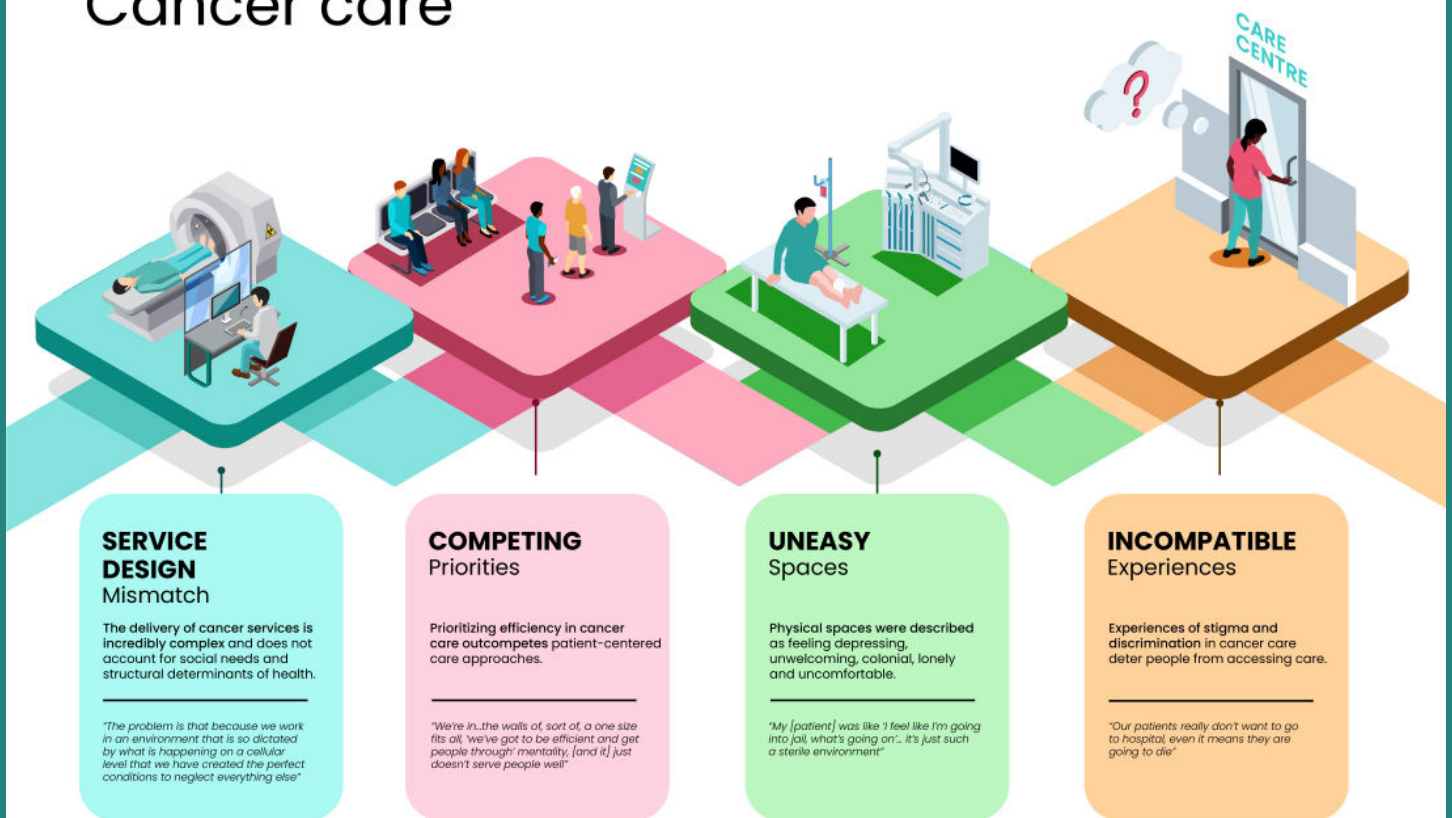 Cancer care
CARE
CENTRE
?
SERVICE
DESIGN
Mismatch
The delivery of cancer services is
incredibly complex and does not
account for social needs and
structural determinants of health.
"The problem is that because we work
in an environment that is so dictated
by what is happening on a cellular
level that we have created the perfect
conditions to neglect everything else"
COMPETING
Priorities
Prioritizing efficiency in cancer
care outcompetes patient-centered
care approaches.
"We're in...the walls of, sort of, a one size
fits all, 'we've got to be efficient and get
people through' mentality, [and it] just
doesn't serve people well"
UNEASY
Spaces
Physical spaces were described
as feeling depressing,
unwelcoming, colonial, lonely
and uncomfortable.
"My [patient] was like 'I feel like I'm going
into jail, what's going on'... it's just such
a sterile environment"
INCOMPATIBLE
Experiences
Experiences of stigma and
discrimination in cancer care
deter people from accessing care.
"Our patients really don't want to go
to hospital, even it means they are
going to die"